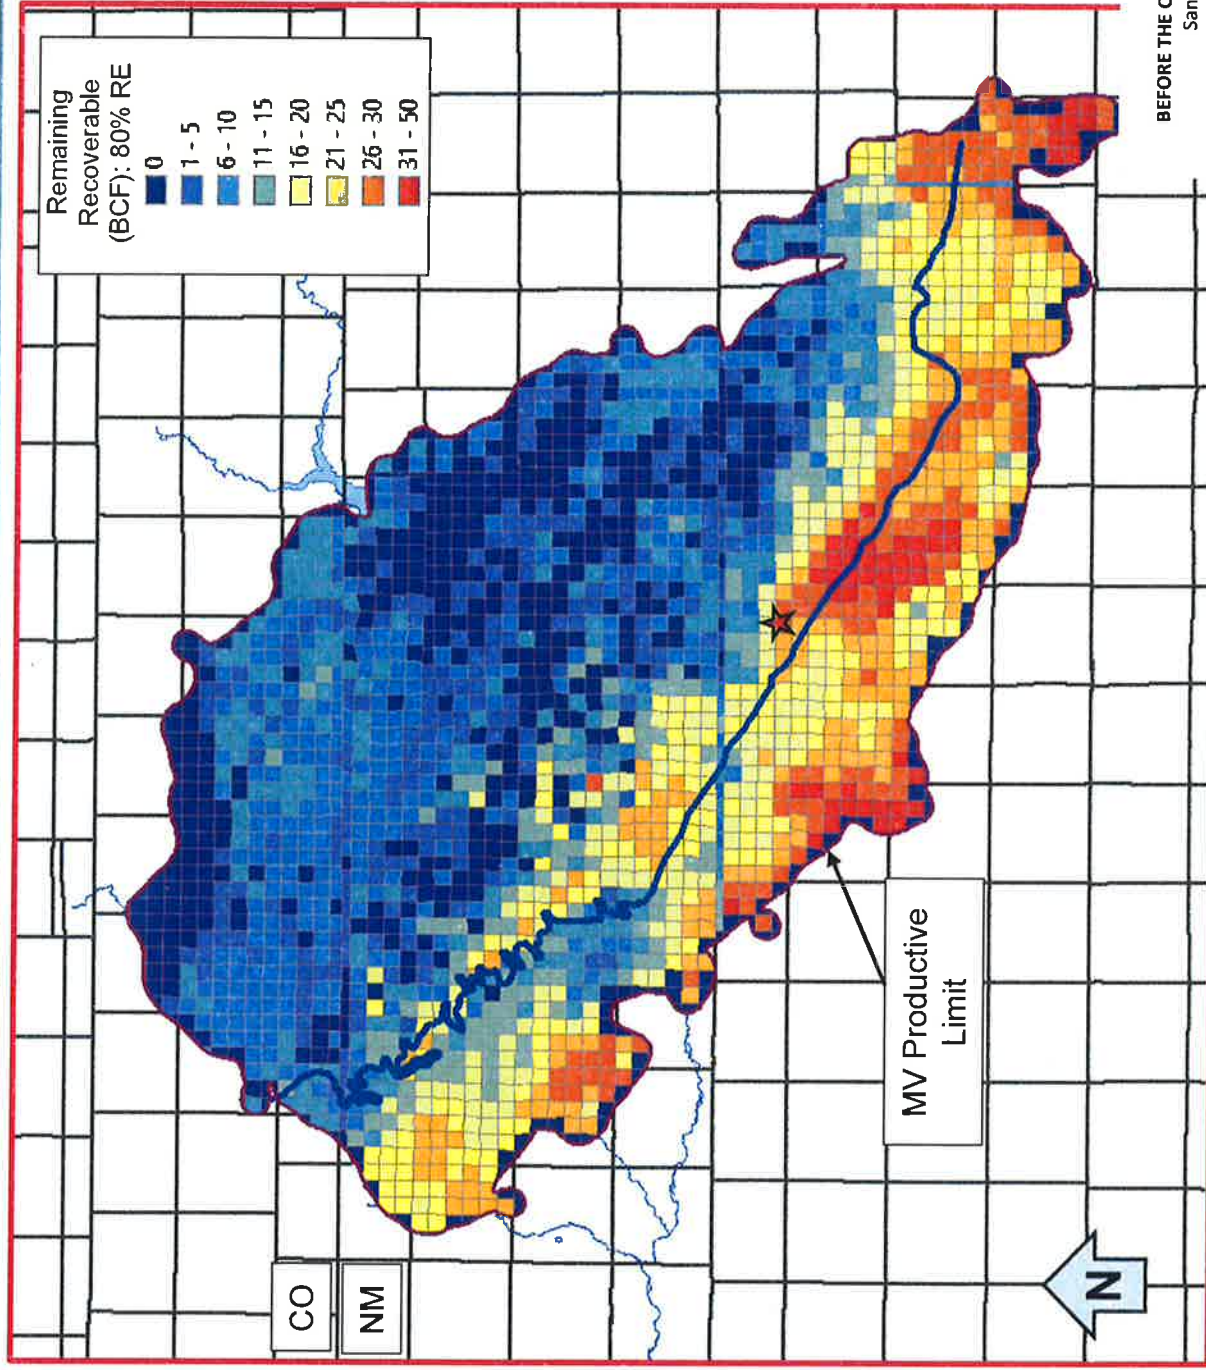 Remaining
Recoverable
(BCF): 80% RE
0
1 - 5
6 - 10
11 - 15
16 - 20
21 - 25
26 - 30
31 - 50
BEFORE THE
San
CO
NM
MV Productive
Limit
N